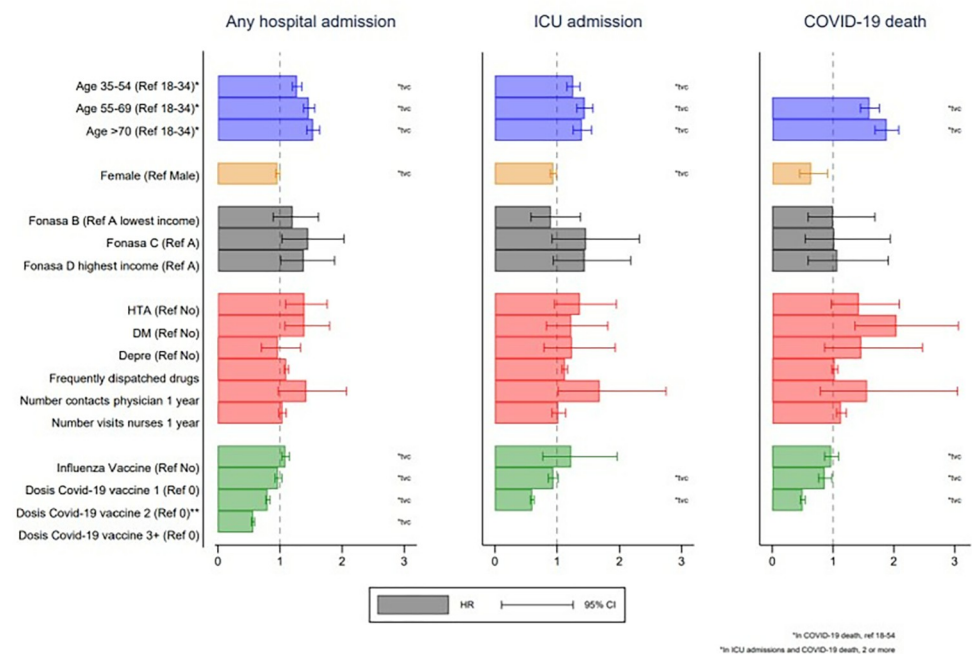 Any hospital admission
ICU admission
COVID-19 death
Age 35-54 (Ref 18-34)* *tvc *tvc
Age 55-69 (Ref 18-34)* *tvc *tvc *tvc
Age >70 (Ref 18-34)* *tvc *tvc *tvc
Female (Ref Male) *tvc *tvc
Fonasa B (Ref A lowest income)
Fonasa C (Ref A)
Fonasa D highest income (Ref A)
HTA (Ref No)
DM (Ref No)
Depre (Ref No)
Frequently dispatched drugs
Number contacts physician 1 year
Number visits nurses 1 year
Influenza Vaccine (Ref No) *tvc *tvc
Dosis Covid-19 vaccine 1 (Ref 0) *tvc *tvc *tvc
Dosis Covid-19 vaccine 2 (Ref 0)** *tvc *tvc *tvc
Dosis Covid-19 vaccine 3+ (Ref 0) *tvc
0 1 2 3 0 1 2 3 0 1 2 3
HR 95% CI
*In COVID-19 death, ref 18-54
*In ICU admissions and COVID-19 death, 2 or more